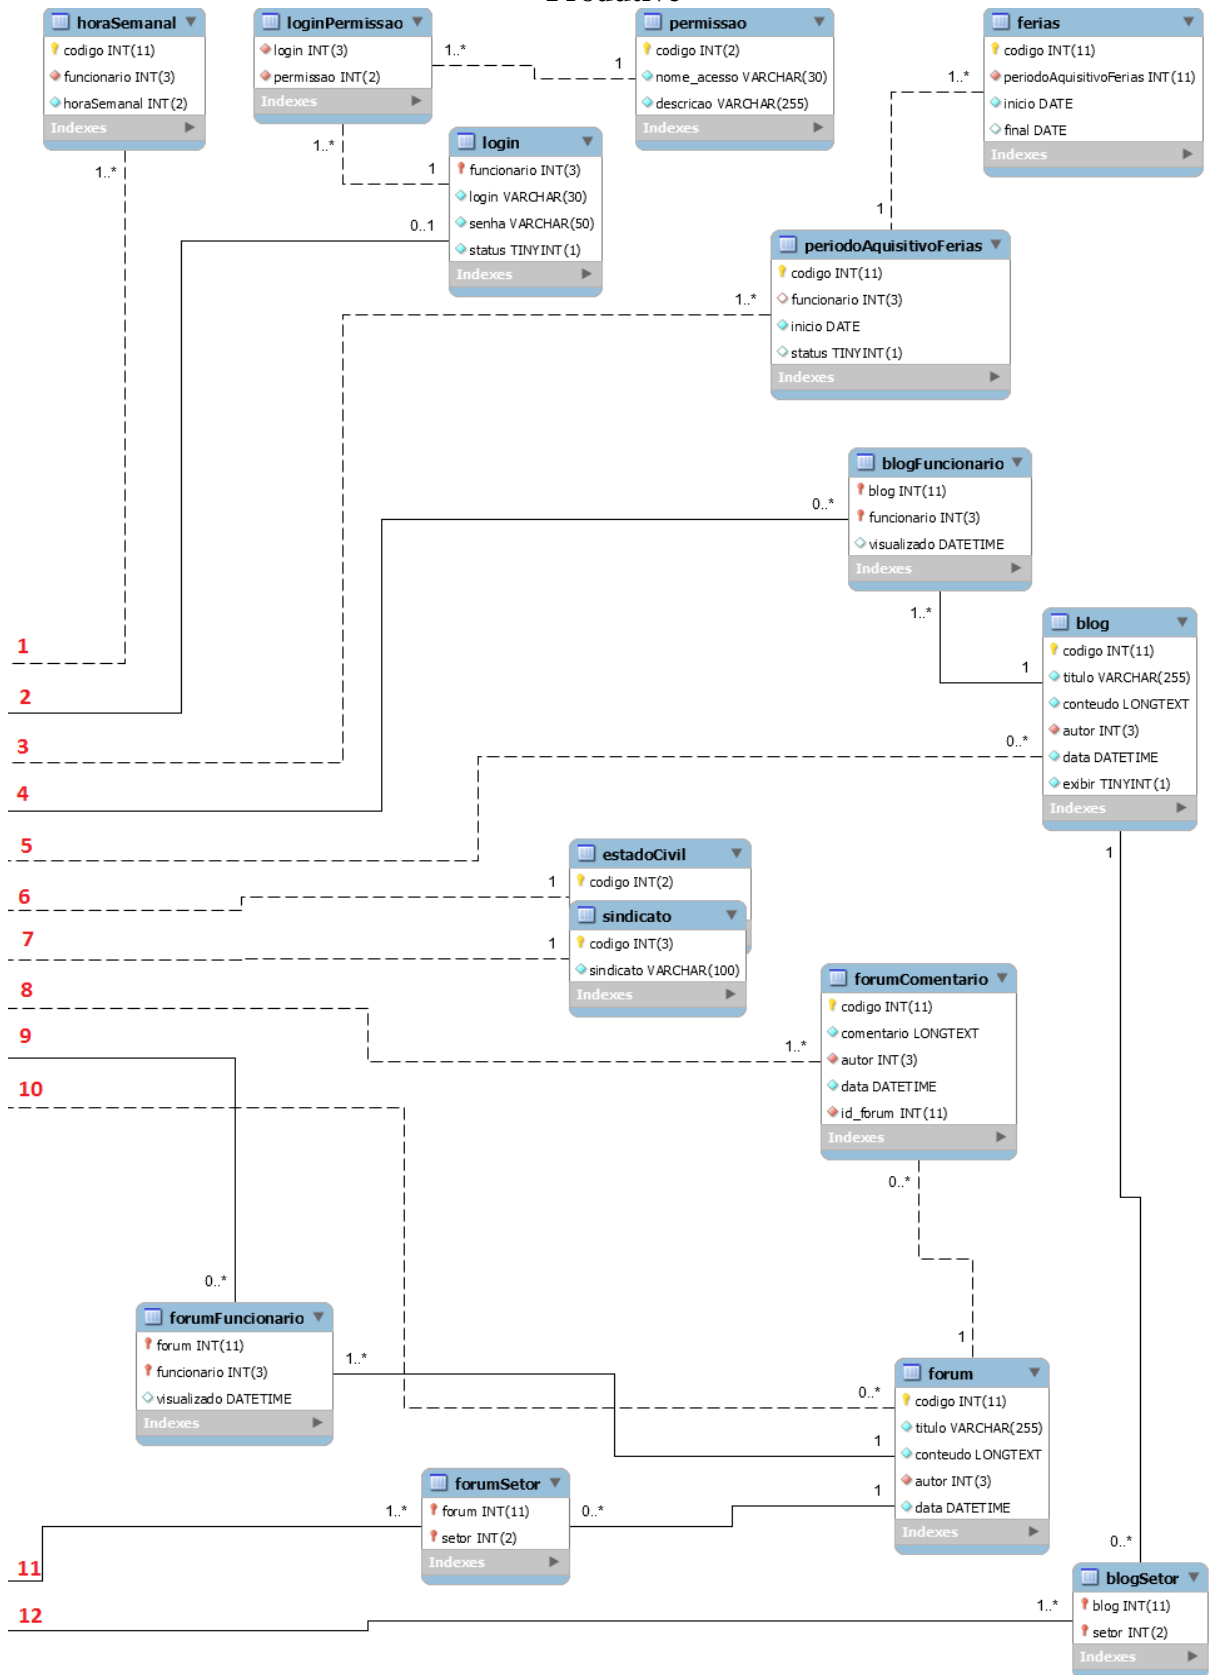 horaSemanal
codigo INT(11)
funcionario INT(3)
horaSemanal INT(2)
Indexes
1..*
loginPermissao
login INT(3)
permissao INT(2)
Indexes
1..*
1
1..*
permissao
codigo INT(2)
nome_acesso VARCHAR(30)
descricao VARCHAR(255)
Indexes
ferias
codigo INT(11)
periodoAquisitivoFerias INT(11)
inicio DATE
final DATE
Indexes
1..*
1
login
funcionario INT(3)
login VARCHAR(30)
senha VARCHAR(50)
status TINYINT(1)
Indexes
1
0..1
periodoAquisitivoFerias
codigo INT(11)
funcionario INT(3)
inicio DATE
status TINYINT(1)
Indexes
1..*
blogFuncionario
blog INT(11)
funcionario INT(3)
visualizado DATETIME
Indexes
0..*
1..*
1
blog
codigo INT(11)
titulo VARCHAR(255)
conteudo LONGTEXT
autor INT(3)
data DATETIME
exibir TINYINT(1)
Indexes
0..*
1
1
2
3
4
5
6
7
8
9
10
estadoCivil
codigo INT(2)
1
sindicato
codigo INT(3)
sindicato VARCHAR(100)
Indexes
1
forumComentario
codigo INT(11)
comentario LONGTEXT
autor INT(3)
data DATETIME
id_forum INT(11)
Indexes
1..*
0..*
1
0..*
forumFuncionario
forum INT(11)
funcionario INT(3)
visualizado DATETIME
Indexes
1..*
forum
codigo INT(11)
titulo VARCHAR(255)
conteudo LONGTEXT
autor INT(3)
data DATETIME
Indexes
0..*
1
1
forumSetor
forum INT(11)
setor INT(2)
Indexes
1..*
0..*
11
12
0..*
1..*
blogSetor
blog INT(11)
setor INT(2)
Indexes